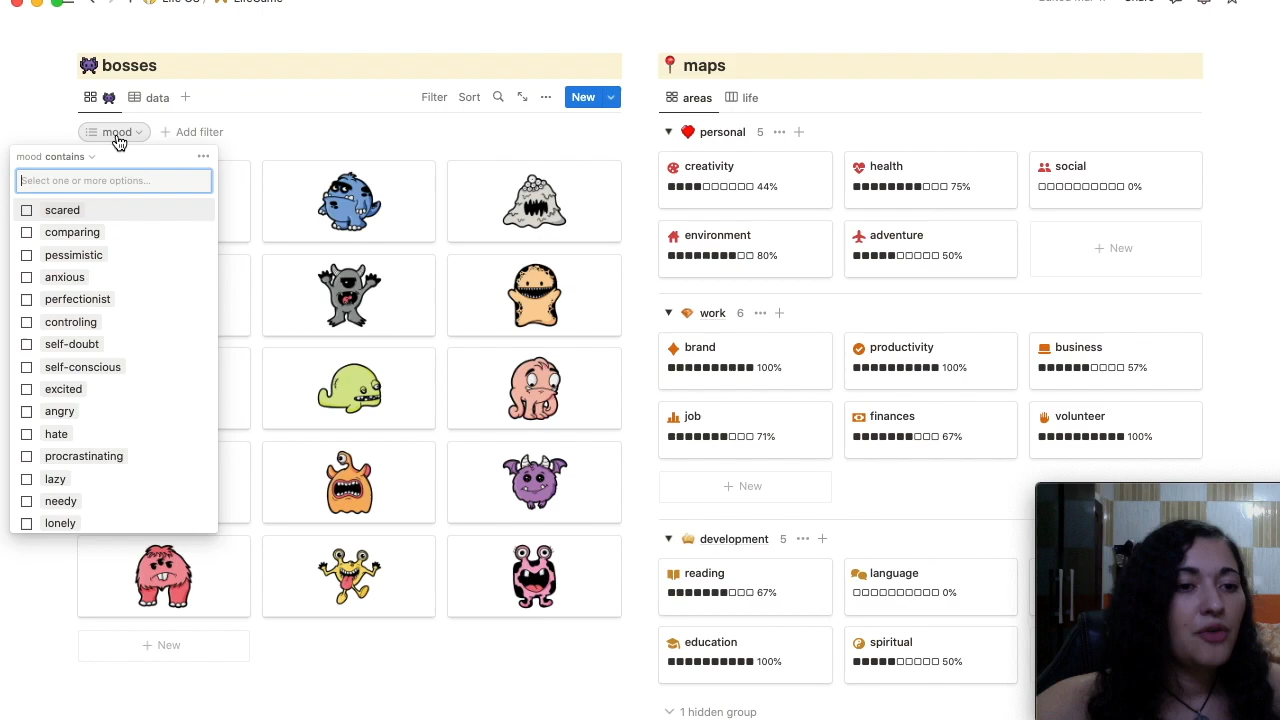 Life OS / LifeGame
Share
bosses
data
Filter Sort
New
mood
Add filter
mood contains
Select one or more options...
scared
comparing
pessimistic
anxious
perfectionist
controling
self-doubt
self-conscious
excited
angry
hate
procrastinating
lazy
needy
lonely
+ New
maps
areas life
personal 5
creativity
44%
health
75%
social
0%
environment
80%
adventure
50%
+ New
work 6
brand
100%
productivity
100%
business
57%
job
71%
finances
67%
volunteer
100%
+ New
development 5
reading
67%
language
0%
education
100%
spiritual
50%
1 hidden group